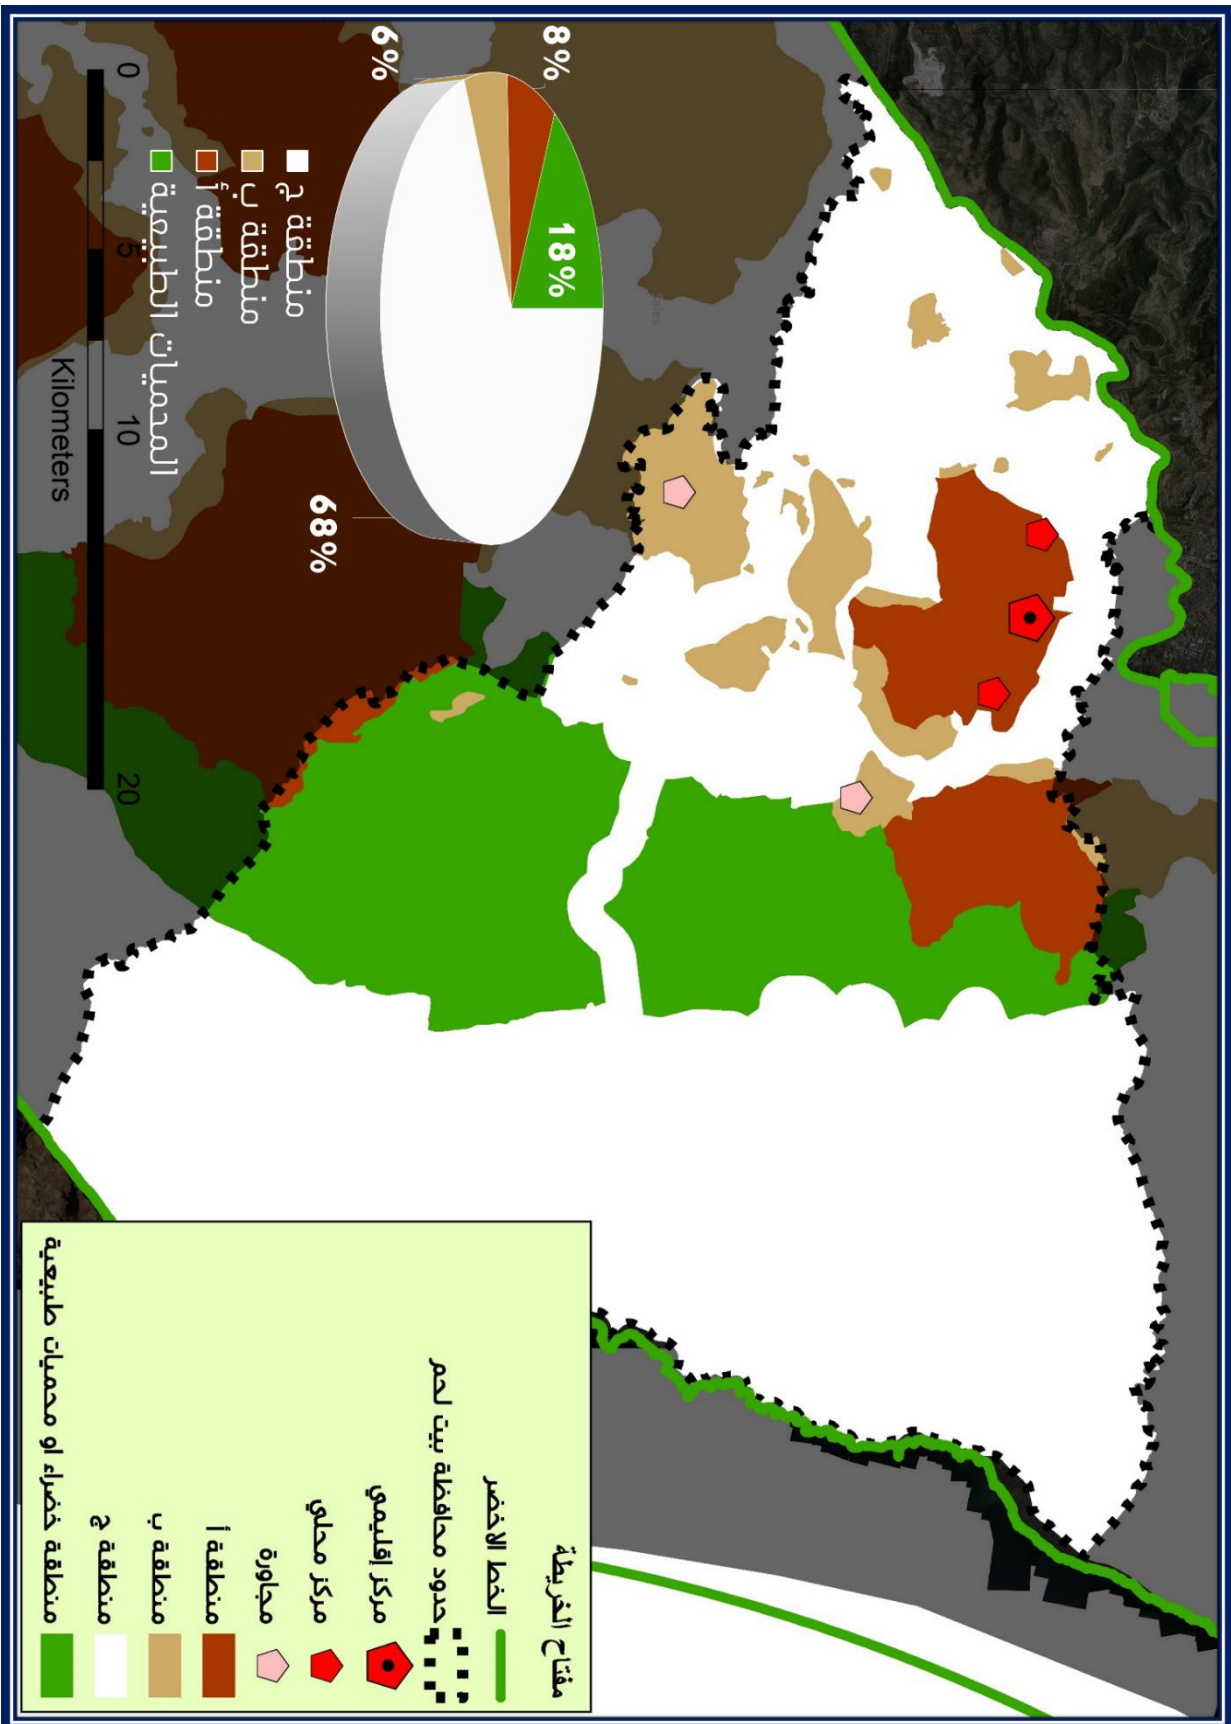 6%
8%
18%
68%
منطقة ج
منطقة ب
منطقة أ
المحميات الطبيعية
0
5
10
20
Kilometers
مفتاح الخريطة
الخط الاخضر
حدود محافظة بيت لحم
مركز إقليمي
مركز محلي
مجاورة
منطقة أ
منطقة ب
منطقة ج
منطقة خضراء او محميات طبيعية